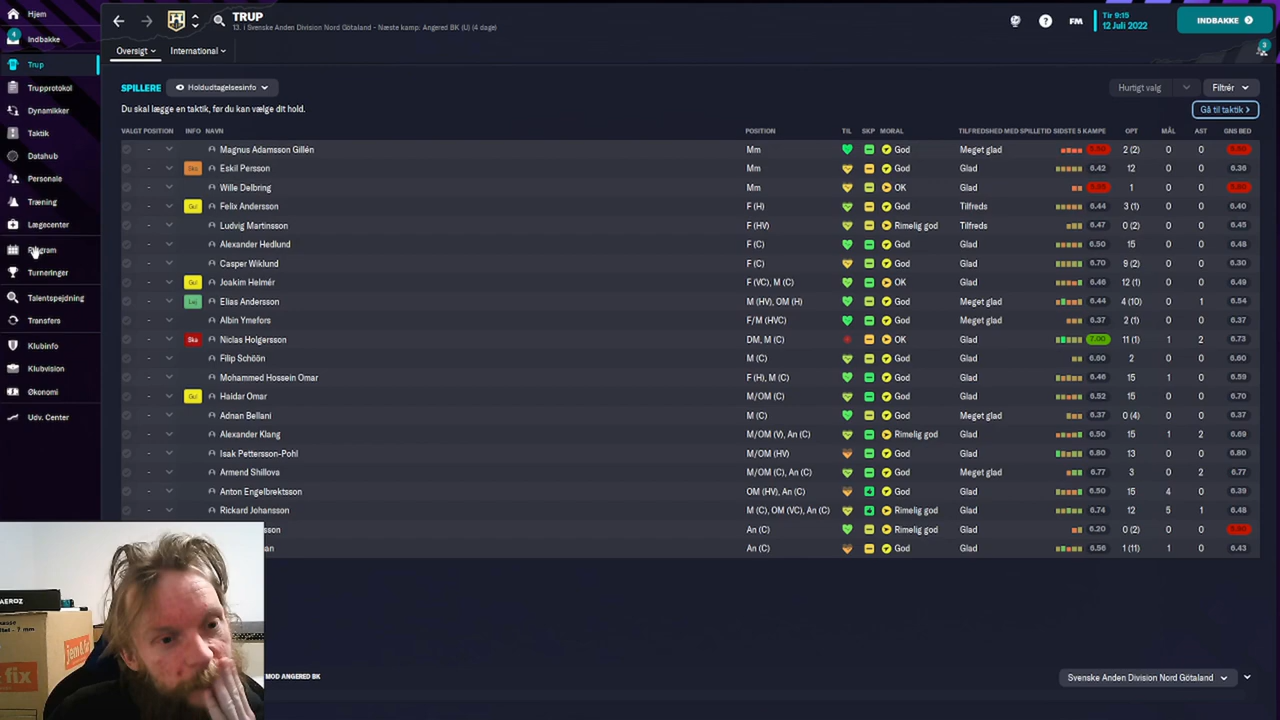 Hjem
4
Indbakke
Trup
Trupprotokol
Dynamikker
Taktik
Datahub
Personale
Træning
Lægecenter
Program
Turneringer
Talentspejdning
Transfers
Klubinfo
Klubvision
Økonomi
Udv. Center
TRUP
13. i Svenske Anden Division Nord Götaland - Næste kamp: Angered BK (U) (4 dage)
? FM Tir 9:15
12 Juli 2022
INDBAKKE
3
Oversigt International
SPILLERE Holdudtagelsesinfo Hurtigt valg Filtrér
Du skal lægge en taktik, før du kan vælge dit hold. Gå til taktik >
VALGT POSITION INFO NAVN POSITION TIL SKP MORAL TILFREDSHED MED SPILLETID SIDSTE 5 KAMPE OPT MÅL AST GNS BED
- Magnus Adamsson Gillén Mm God Meget glad 5.50 2 (2) 0 0
- Ska Eskil Persson Mm God Glad 6.42 12 0 0 6.36
- Wille Delbring Mm OK Glad 1 0 0
- Gul Felix Andersson F (H) God Tilfreds 6.44 3 (1) 0 0 6.40
- Ludvig Martinsson F (HV) Rimelig god Glad 6.47 0 (2) 0 0 6.45
- Alexander Hedlund F (C) God Glad 6.50 15 0 0 6.48
- Casper Wiklund F (C) God Glad 6.70 9 (2) 0 0 6.30
- Gul Joakim Helmér F (VC), M (C) OK Glad 6.46 12 (1) 0 0 6.49
- Lej Elias Andersson M (HV), OM (H) God Meget glad 6.44 4 (10) 0 1 6.54
- Albin Ymefors F/M (HVC) God Meget glad 6.37 2 (1) 0 0 6.37
- Ska Niclas Holgersson DM, M (C) OK Glad 7.00 11 (1) 1 2 6.73
- Filip Schöön M (C) God Glad 6.60 2 0 0 6.60
- Mohammed Hossein Omar F (H), M (C) God Glad 6.46 15 1 0 6.59
- Gul Haidar Omar M/OM (C) God Glad 6.52 15 0 0 6.70
- Adnan Bellani M (C) God Meget glad 6.37 0 (4) 0 0 6.37
- Alexander Klang M/OM (V), An (C) Rimelig god Glad 6.50 15 1 2 6.69
- Isak Pettersson-Pohl M/OM (HV) God Glad 6.80 13 0 0 6.80
- Armend Shillova M/OM (C), An (C) God Meget glad 6.77 3 0 2 6.77
- Anton Engelbrektsson OM (HV), An (C) God Glad 6.50 15 4 0 6.39
- Rickard Johansson M (C), OM (VC), An (C) Rimelig god Glad 6.74 12 5 1 6.48
An (C) Rimelig god Glad 6.20 0 (2) 0 0
An (C) God Glad 6.56 1 (11) 1 0 6.43
MOD ANGERED BK
Svenske Anden Division Nord Götaland
AEROZ
jem&fix
fix